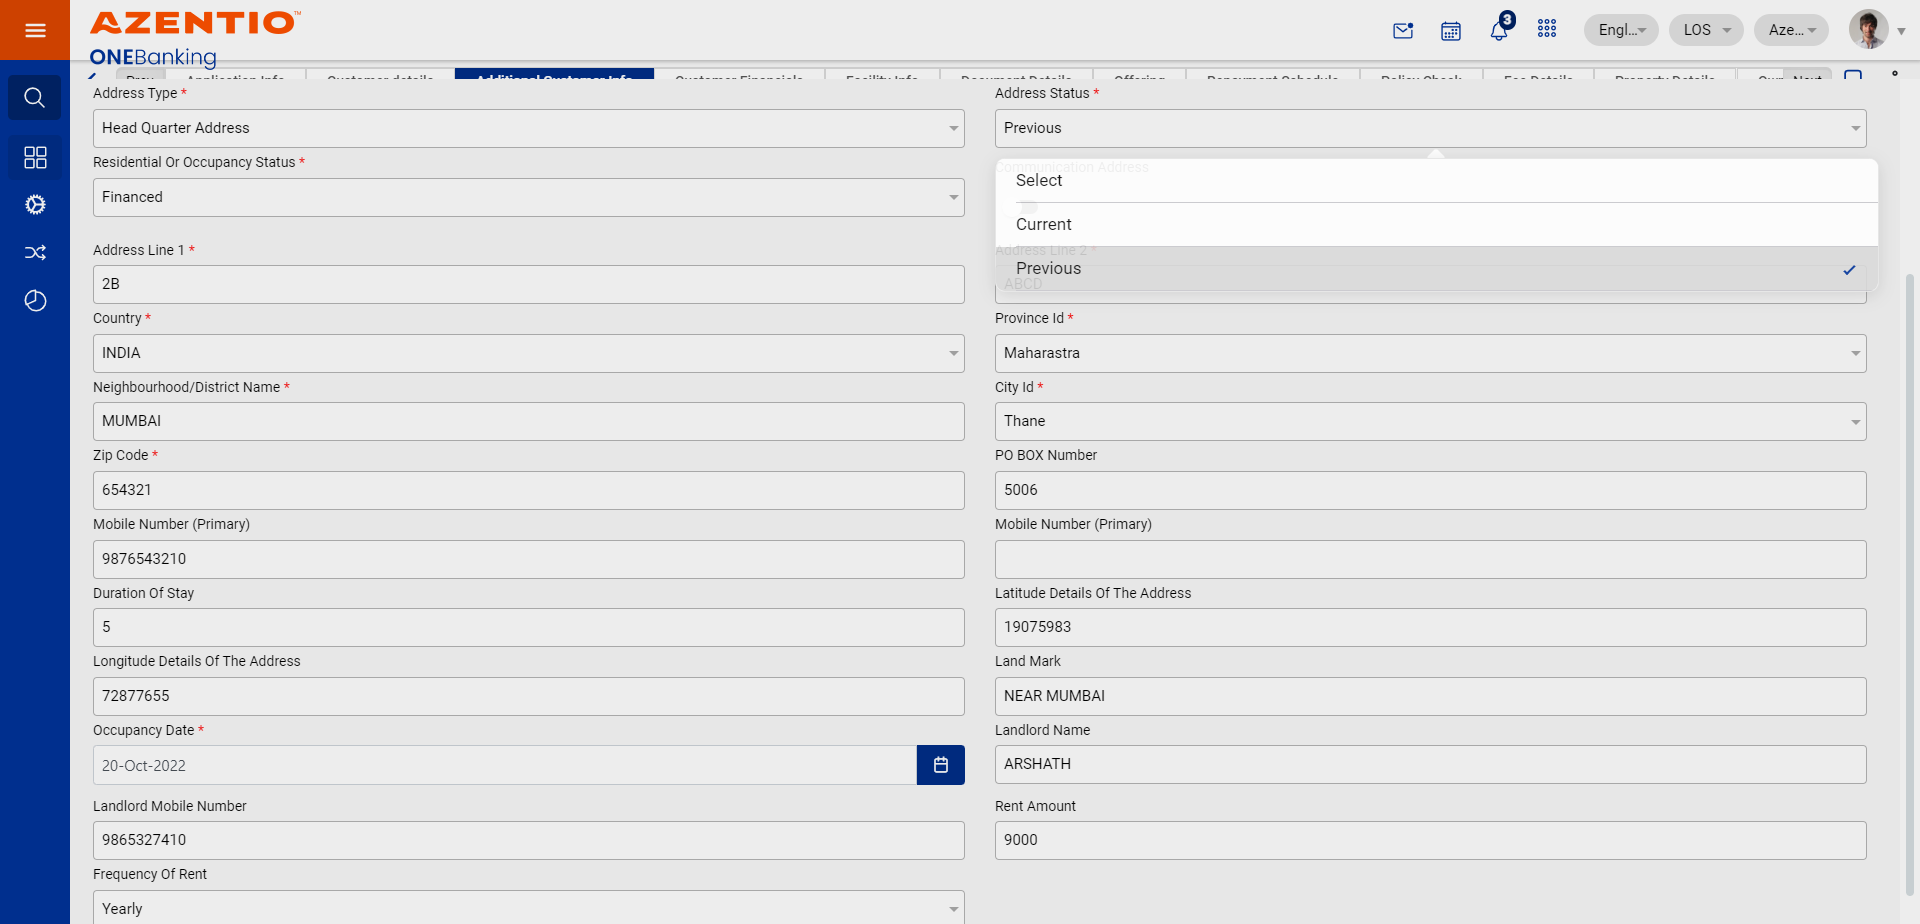 AZENTIO™
ONEBanking
3
Engl...
LOS
Aze...
Prev
Application Info
Customer details
Additional Customer Info
Customer Financials
Facility Info
Document Details
Offering
Repayment Schedule
Policy Check
Fee Details
Property Details
Next
Address Type *
Head Quarter Address
Address Status *
Previous
Residential Or Occupancy Status *
Financed
Communication Address
Select
Current
Previous
Address Line 1 *
2B
Address Line 2 *
ABCD
Country *
INDIA
Province Id *
Maharastra
Neighbourhood/District Name *
MUMBAI
City Id *
Thane
Zip Code *
654321
PO BOX Number
5006
Mobile Number (Primary)
9876543210
Mobile Number (Primary)
Duration Of Stay
5
Latitude Details Of The Address
19075983
Longitude Details Of The Address
72877655
Land Mark
NEAR MUMBAI
Occupancy Date *
20-Oct-2022
Landlord Name
ARSHATH
Landlord Mobile Number
9865327410
Rent Amount
9000
Frequency Of Rent
Yearly